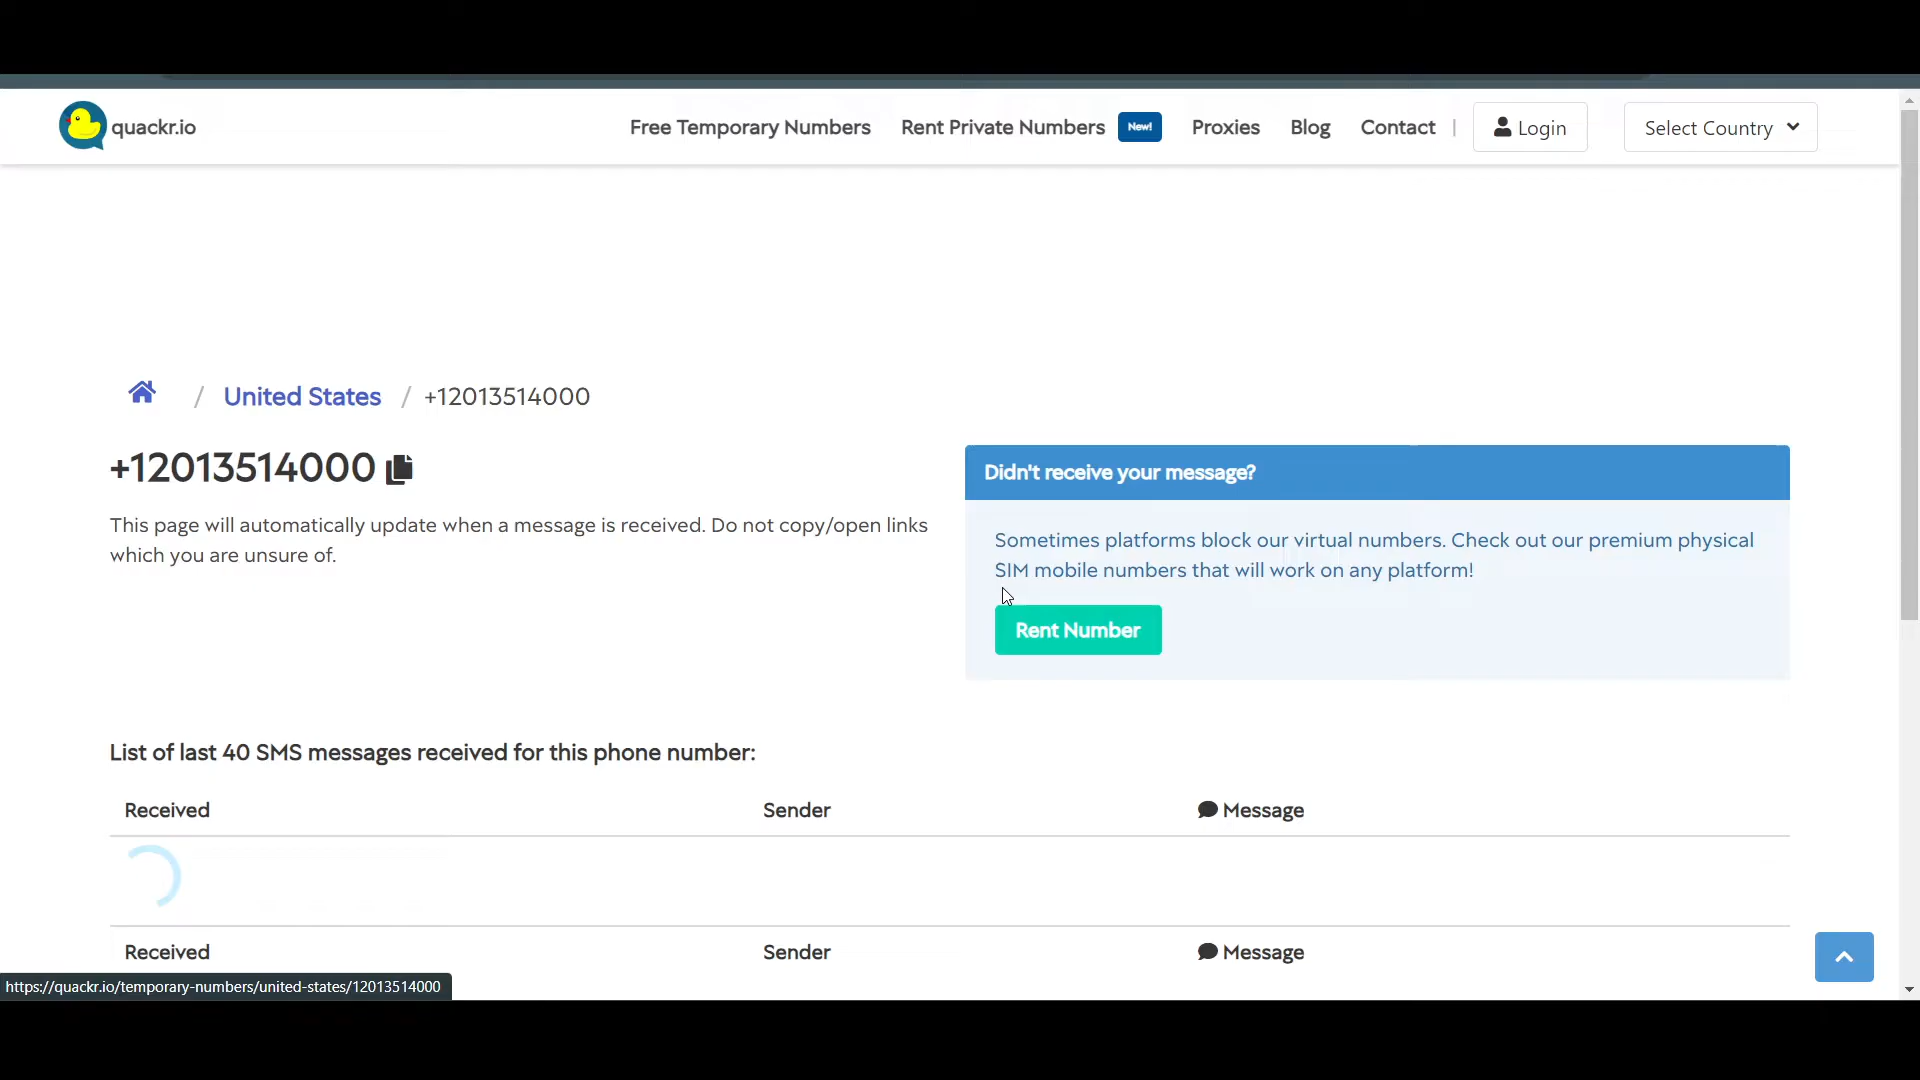 quackr.io
Free Temporary Numbers
Rent Private Numbers
New!
Proxies
Blog
Contact
|
Login
Select Country
/ United States / +12013514000
+12013514000
This page will automatically update when a message is received. Do not copy/open links
which you are unsure of.
Didn't receive your message?
Sometimes platforms block our virtual numbers. Check out our premium physical
SIM mobile numbers that will work on any platform!
Rent Number
List of last 40 SMS messages received for this phone number:
Received Sender Message
Received Sender Message
https://quackr.io/temporary-numbers/united-states/12013514000